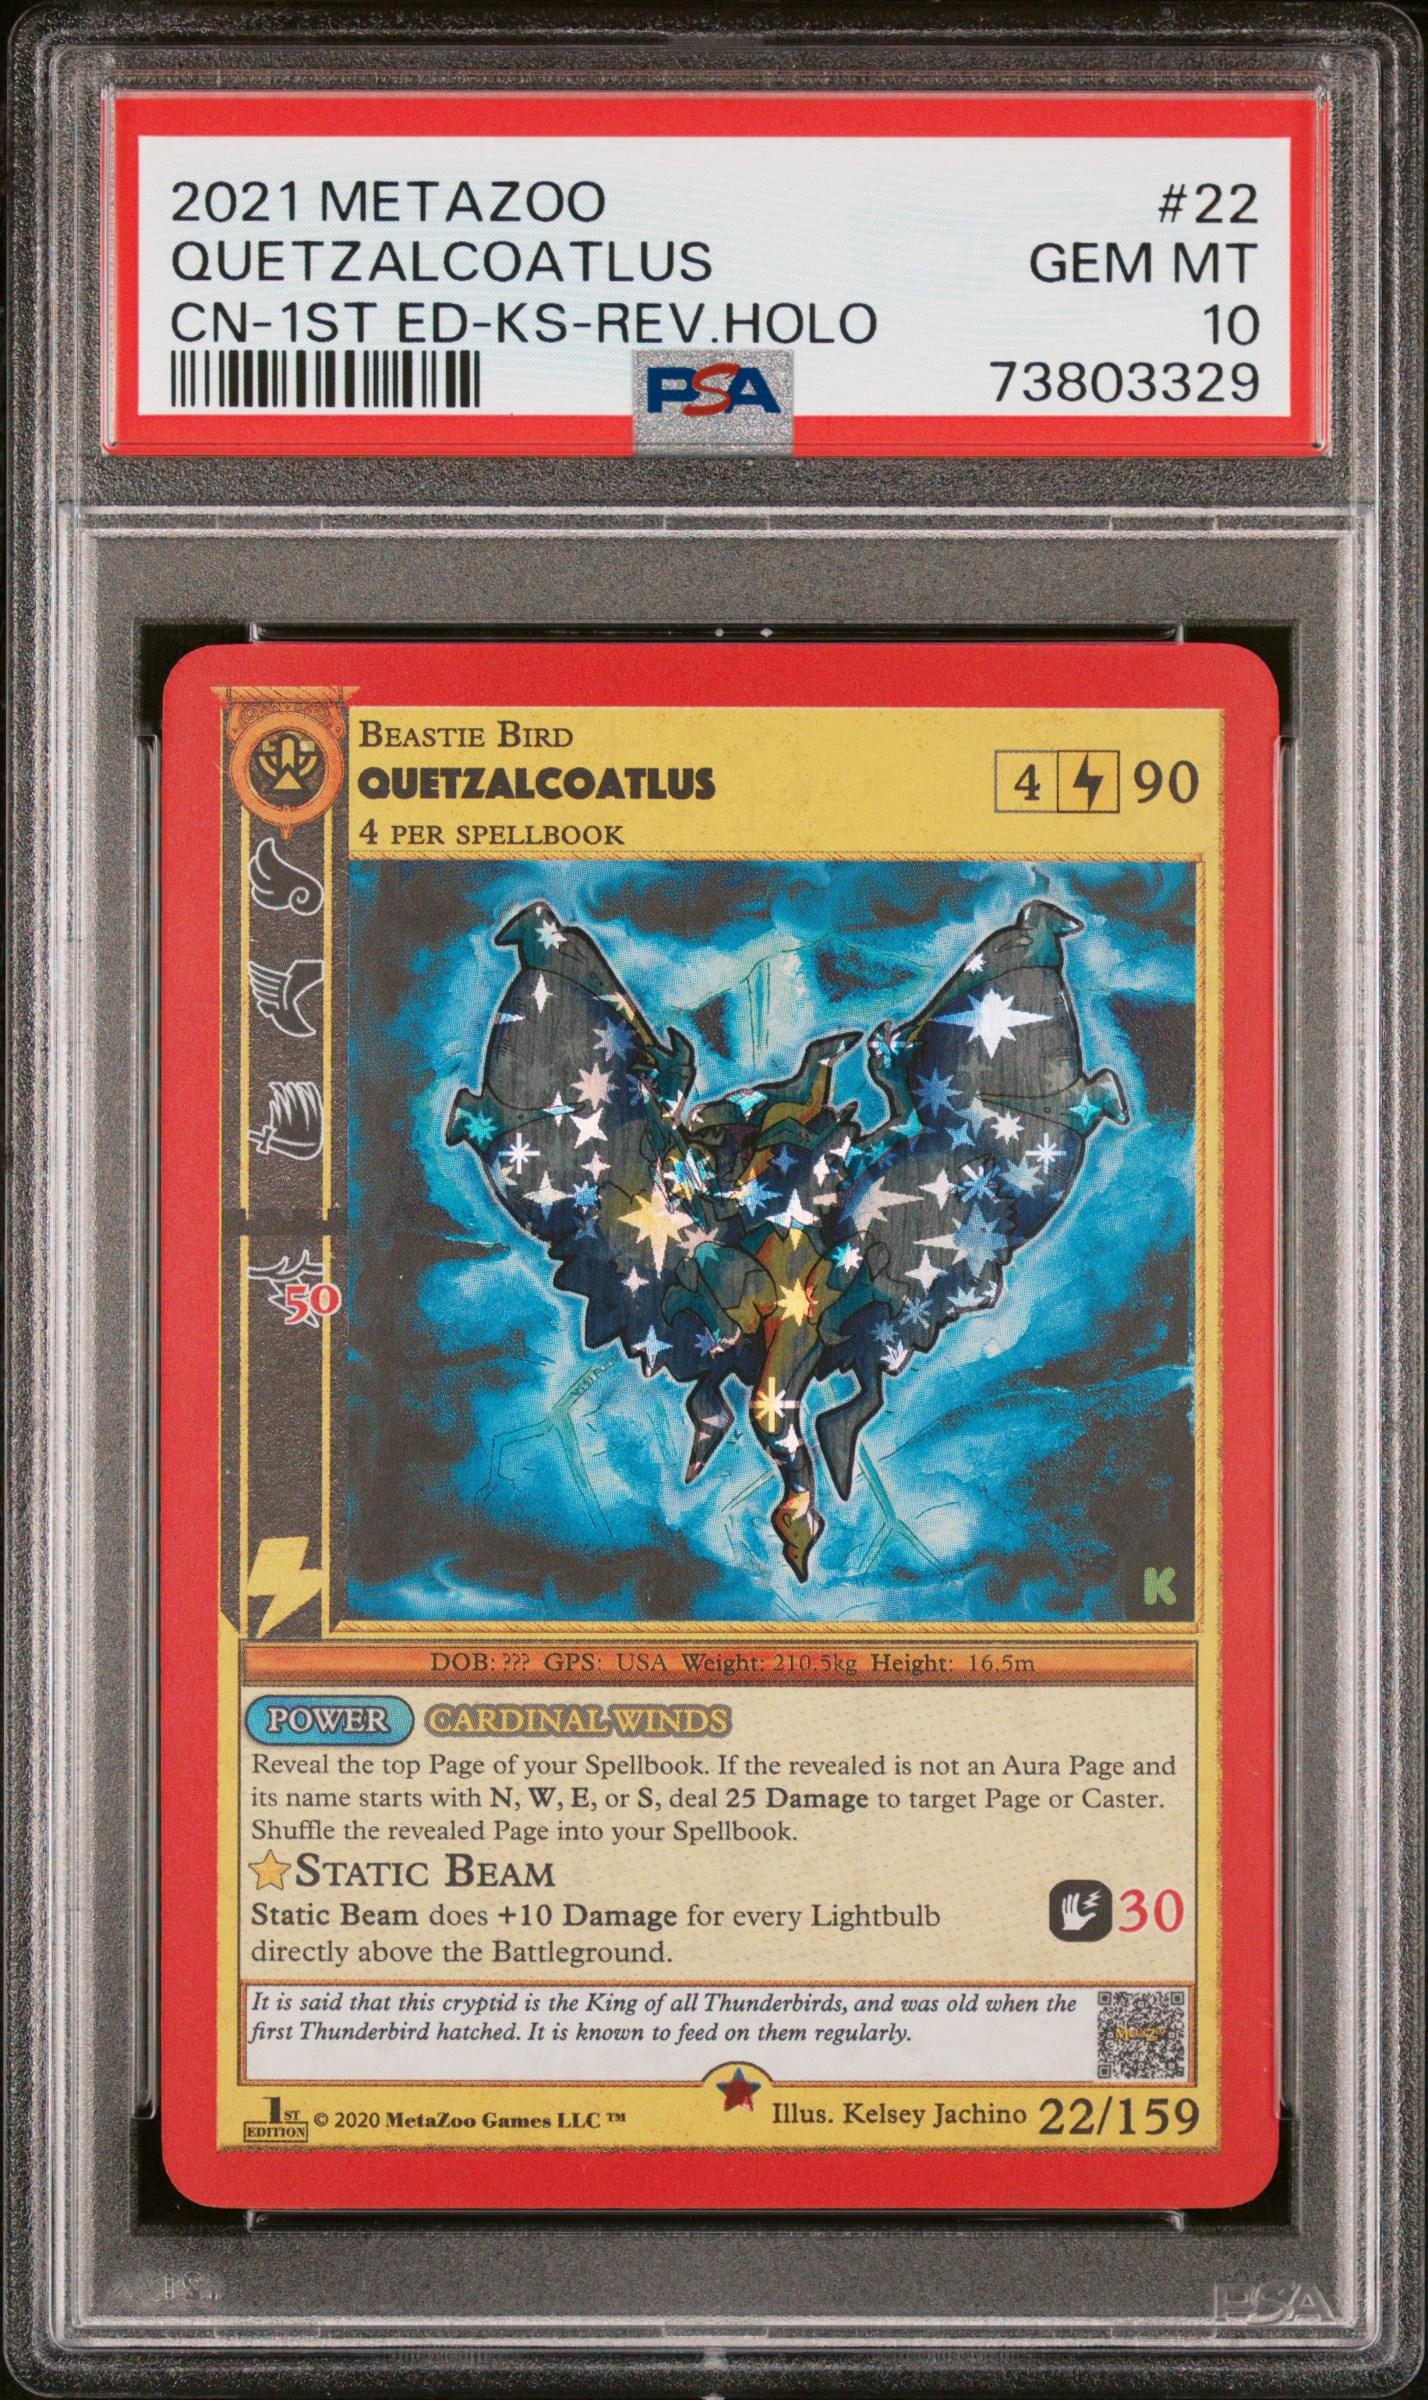 2021 METAZOO
QUETZALCOATLUS
CN-1ST ED-KS-REV.HOLO
#22
GEM MT
10
73803329
PSA
BEASTIE BIRD
QUETZALCOATLUS
4 PER SPELLBOOK
4 90
50
K
DOB: ??? GPS: USA Weight: 210.5kg Height: 16.5m
POWER CARDINAL WINDS
Reveal the top Page of your Spellbook. If the revealed is not an Aura Page and
its name starts with N, W, E, or S, deal 25 Damage to target Page or Caster.
Shuffle the revealed Page into your Spellbook.
STATIC BEAM
Static Beam does +10 Damage for every Lightbulb
directly above the Battleground.
30
It is said that this cryptid is the King of all Thunderbirds, and was old when the
first Thunderbird hatched. It is known to feed on them regularly.
MetaZoo
1ST EDITION © 2020 MetaZoo Games LLC ™ Illus. Kelsey Jachino 22/159
PSA